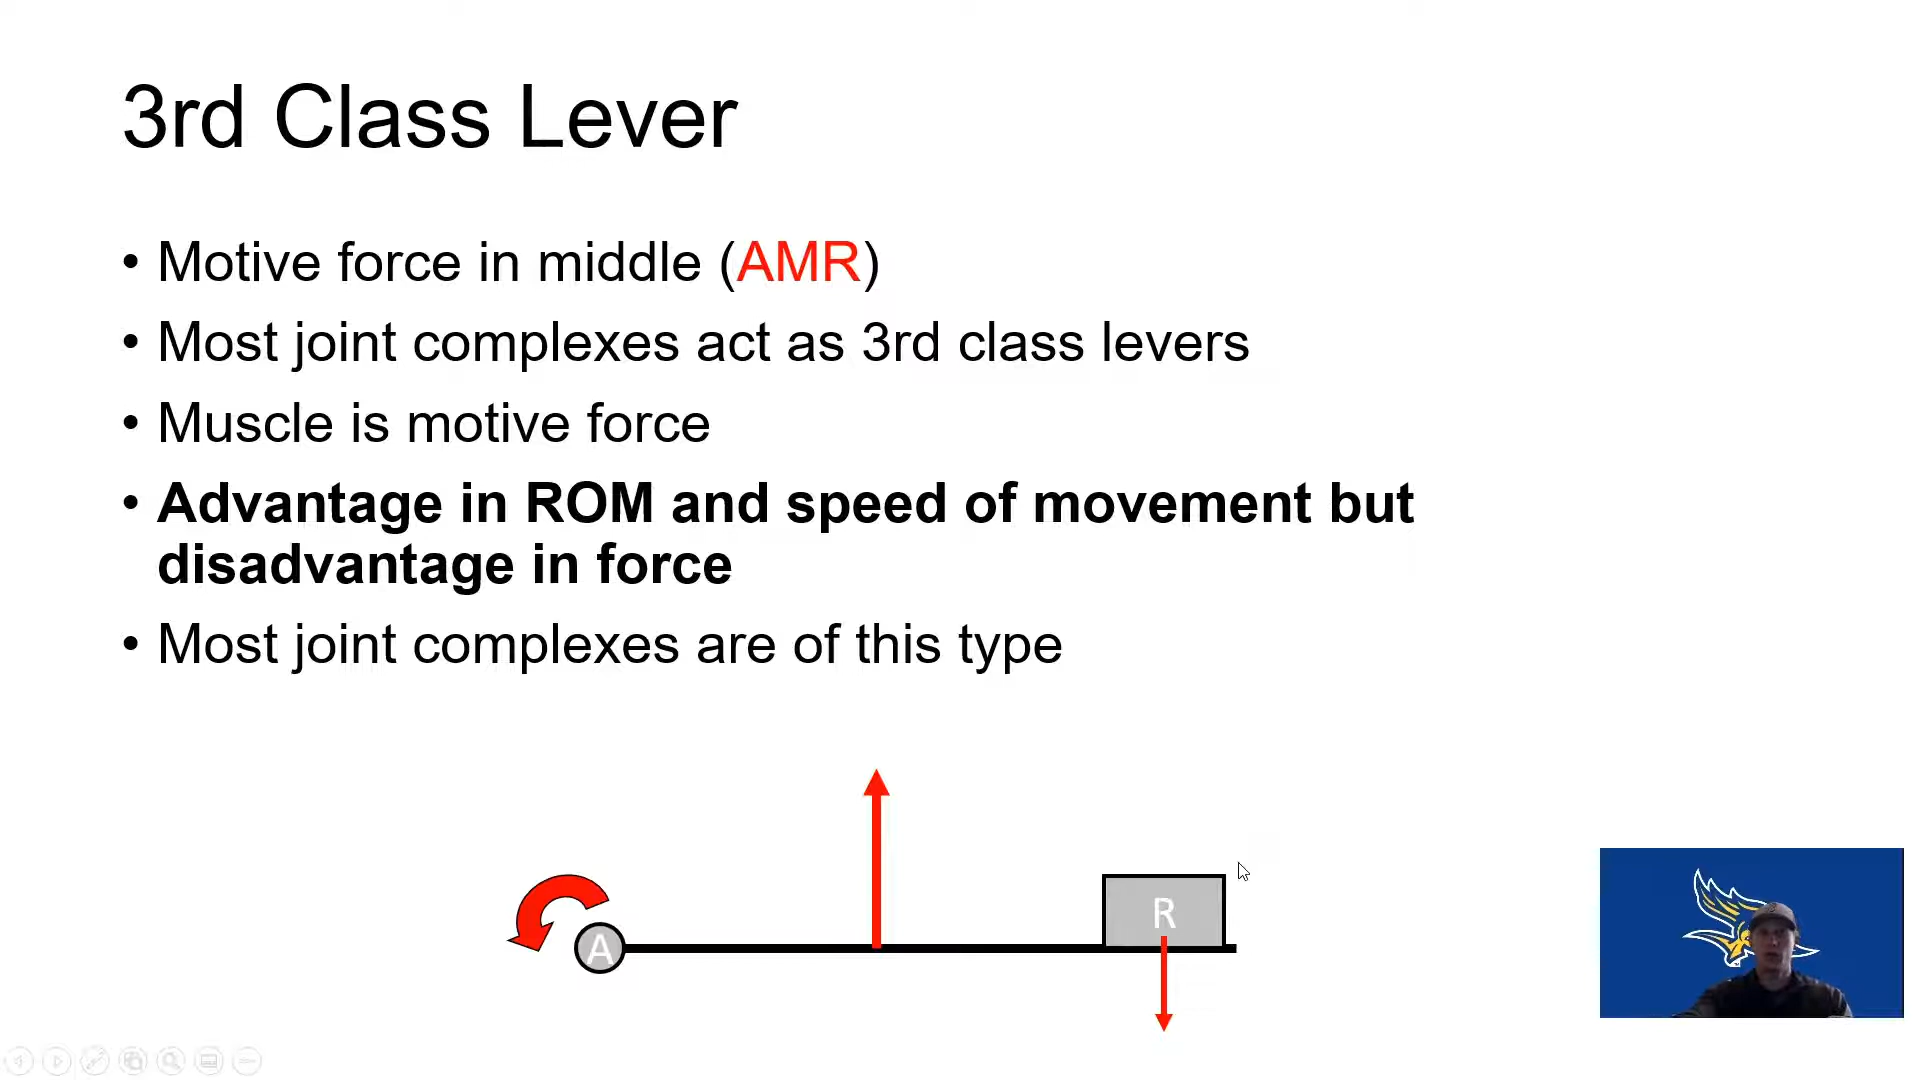 3rd Class Lever
• Motive force in middle (AMR)
• Most joint complexes act as 3rd class levers
• Muscle is motive force
• Advantage in ROM and speed of movement but
disadvantage in force
• Most joint complexes are of this type
R
A